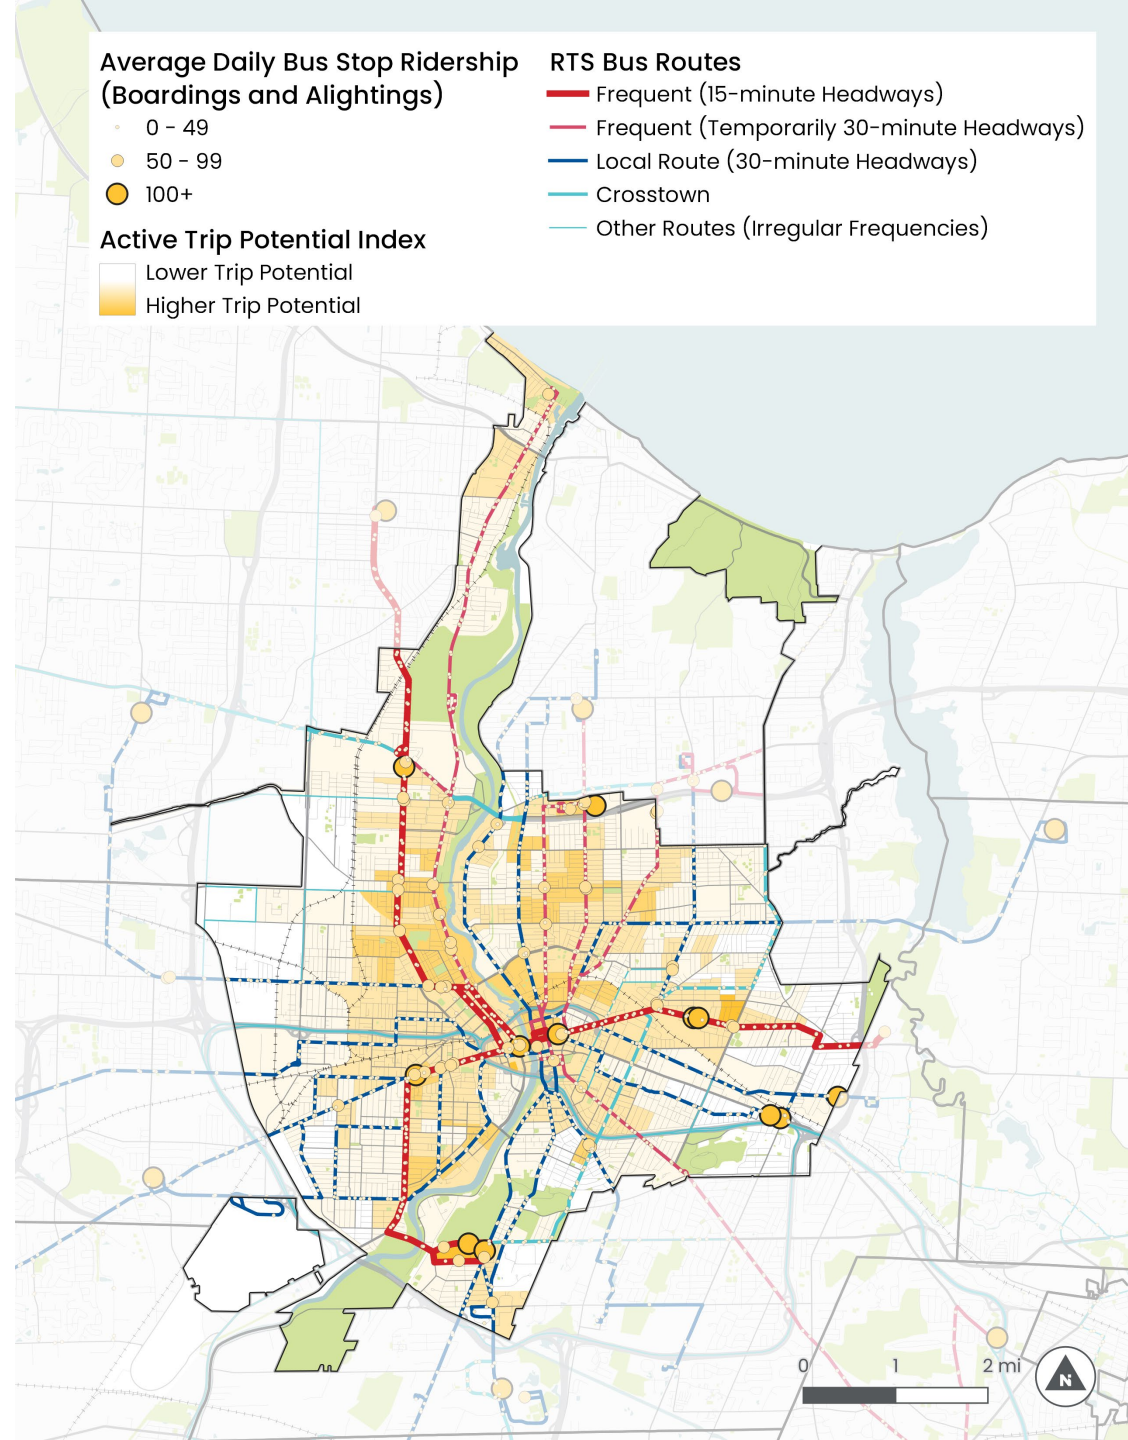 Average Daily Bus Stop Ridership
(Boardings and Alightings)
0 - 49
50 - 99
100+
Active Trip Potential Index
Lower Trip Potential
Higher Trip Potential
RTS Bus Routes
Frequent (15-minute Headways)
Frequent (Temporarily 30-minute Headways)
Local Route (30-minute Headways)
Crosstown
Other Routes (Irregular Frequencies)
0 1 2 mi
N